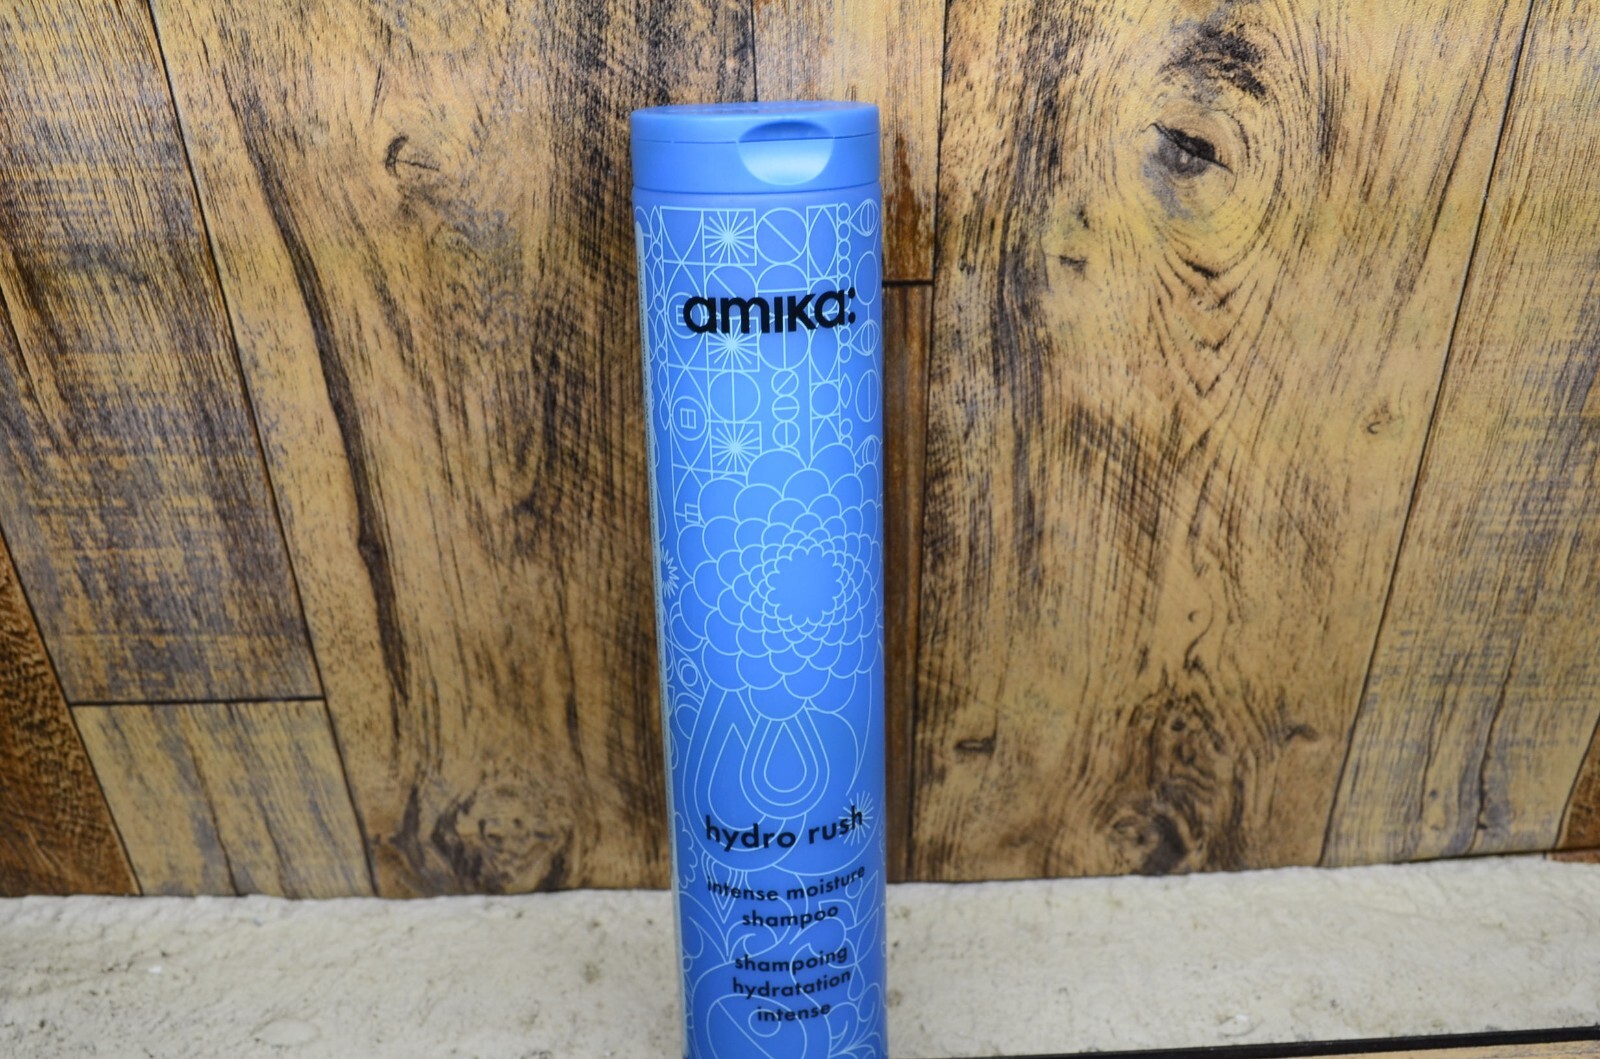 amika:
hydro rush
intense moisture
shampoo
shampoing
hydratation
intense